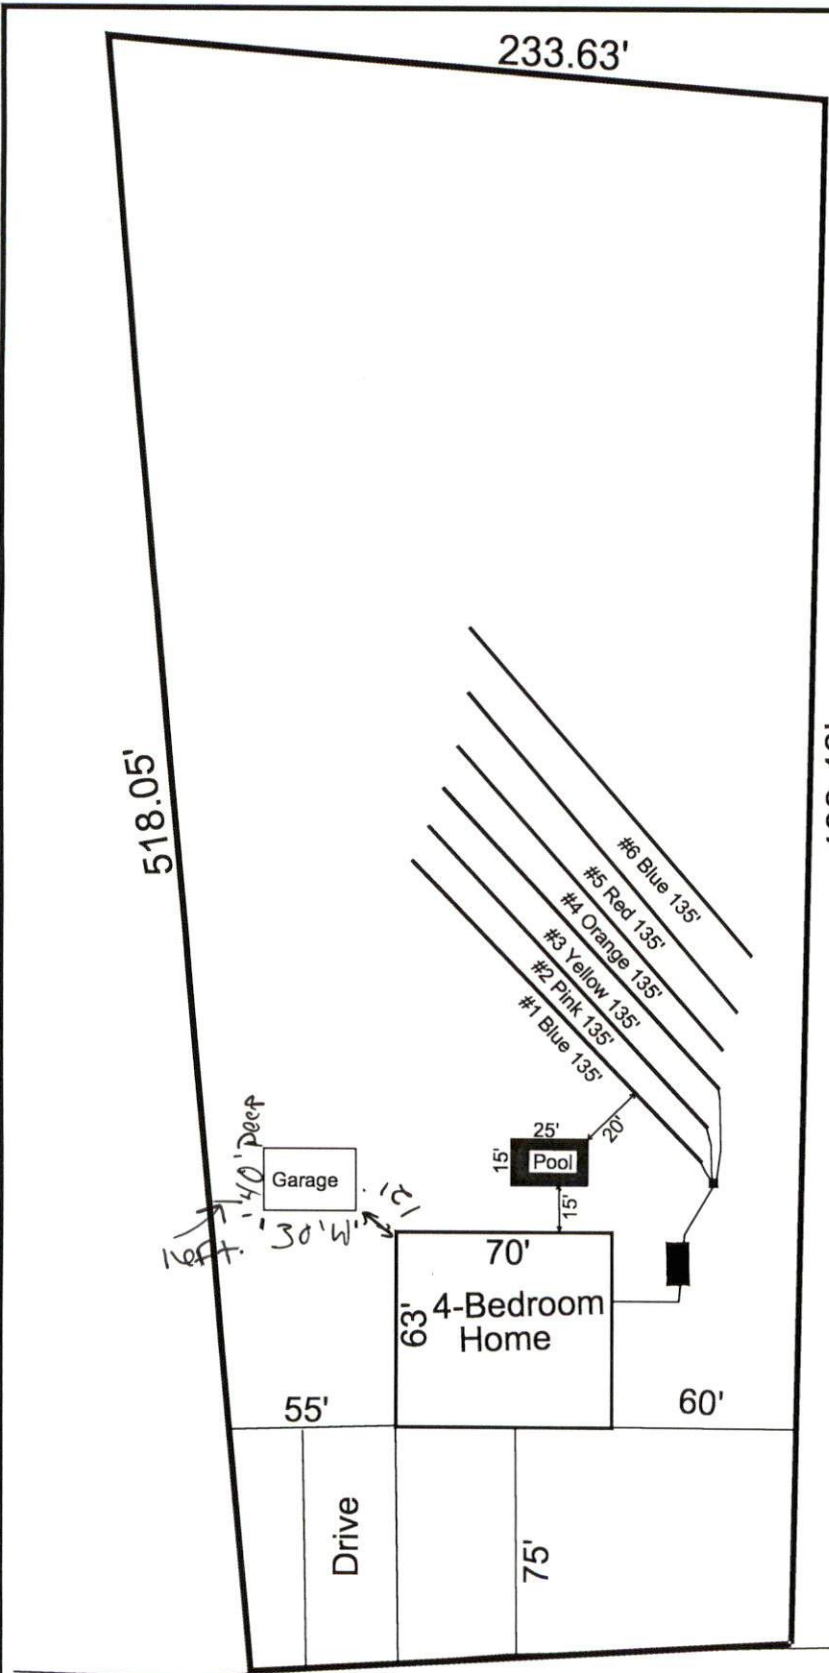 233.63'
518.05'
#6 Blue 135'
#5 Red 135'
#4 Orange 135'
#3 Yellow 135'
#2 Pink 135'
#1 Blue 135'
20'
25'
15'
Pool
15'
Garage
40' Deep
30' W.
12'
70'
63'
4-Bedroom
Home
55'
60'
Drive
75'